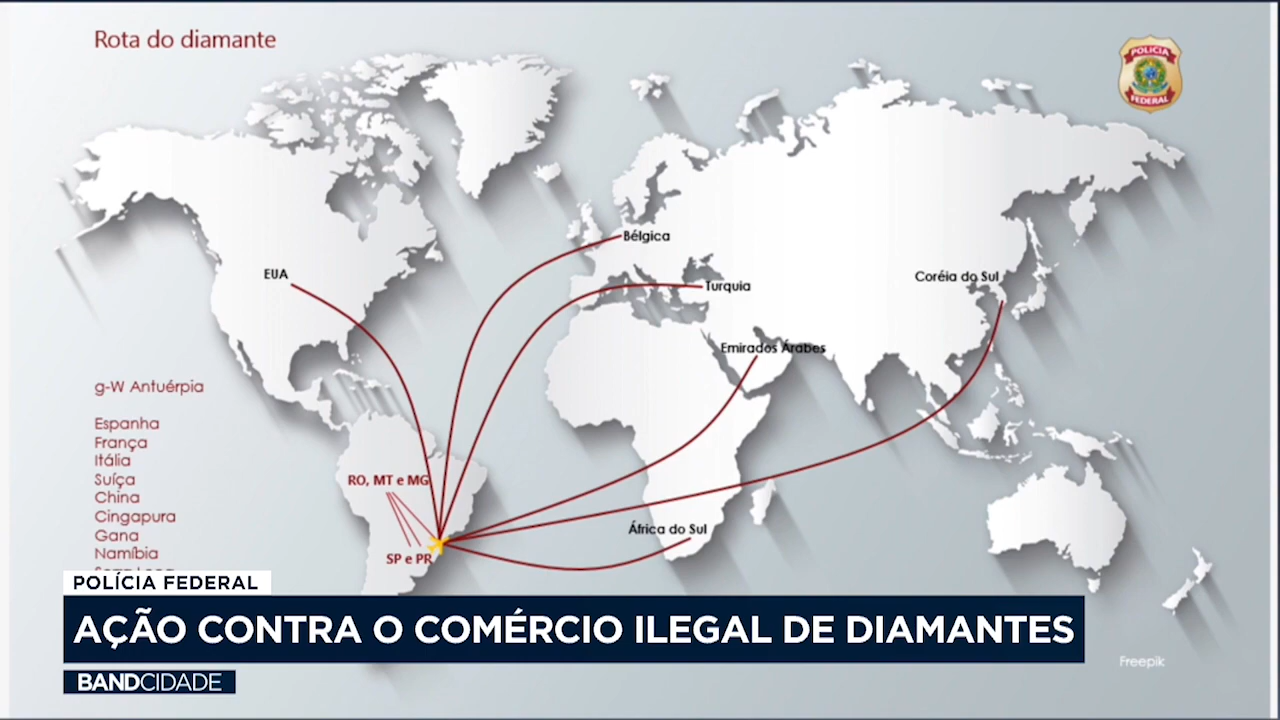 Rota do diamante
POLÍCIA
FEDERAL
Bélgica
EUA
Coréia do Sul
Turquia
Emirados Árabes
g-W Antuérpia
Espanha
França
Itália
Suíça
China
Cingapura
Gana
Namíbia
RO, MT e MG
África do Sul
SP e PR
POLÍCIA FEDERAL
AÇÃO CONTRA O COMÉRCIO ILEGAL DE DIAMANTES
Freepik
BANDCIDADE